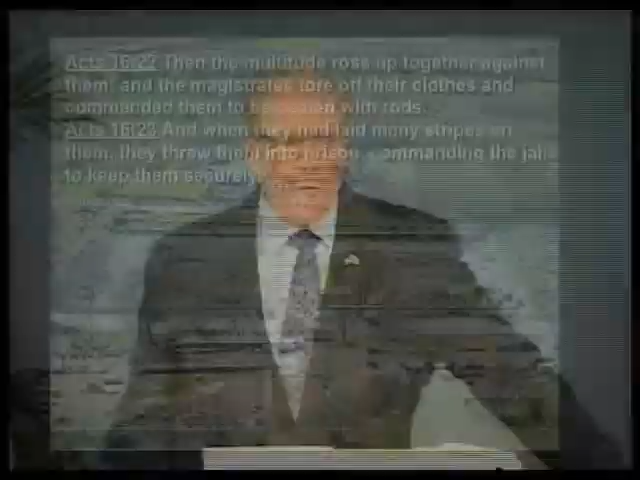 Acts 16:22 Then the multitude rose up together against
them, and the magistrates tore off their clothes and
commanded them to be beaten with rods.
Acts 16:23 And when they had laid many stripes on
them, they threw them into prison, commanding the jailer
to keep them securely